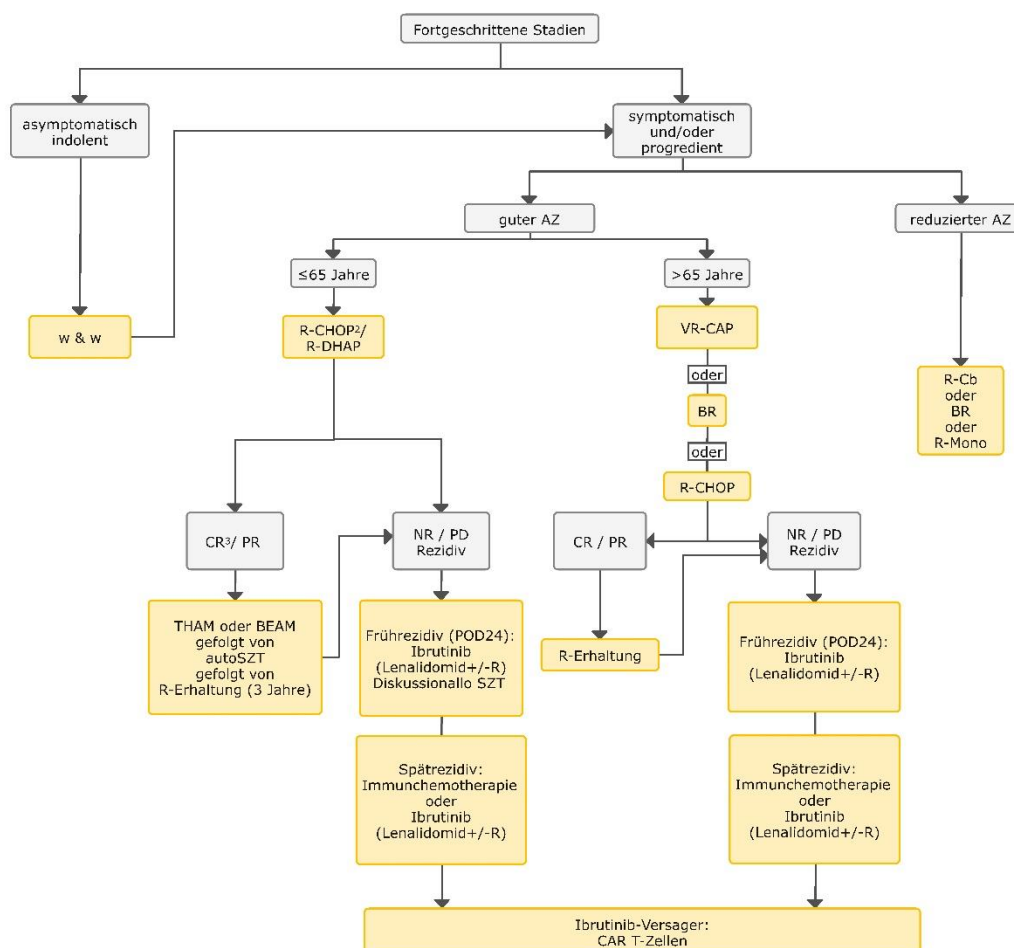 Fortgeschrittene Stadien
asymptomatisch
indolent
symptomatisch
und/oder
progredient
guter AZ
reduzierter AZ
≤65 Jahre
>65 Jahre
w & w
R-CHOP²/
R-DHAP
VR-CAP
oder
BR
oder
R-CHOP
R-Cb
oder
BR
oder
R-Mono
CR³/ PR
NR / PD
Rezidiv
CR / PR
NR / PD
Rezidiv
THAM oder BEAM
gefolgt von
autoSZT
gefolgt von
R-Erhaltung (3 Jahre)
Frührezidiv (POD24):
Ibrutinib
(Lenalidomid+/-R)
Diskussionallo SZT
R-Erhaltung
Frührezidiv (POD24):
Ibrutinib
(Lenalidomid+/-R)
Spätrezidiv:
Immunchemotherapie
oder
Ibrutinib
(Lenalidomid+/-R)
Spätrezidiv:
Immunchemotherapie
oder
Ibrutinib
(Lenalidomid+/-R)
Ibrutinib-Versager:
CAR T-Zellen